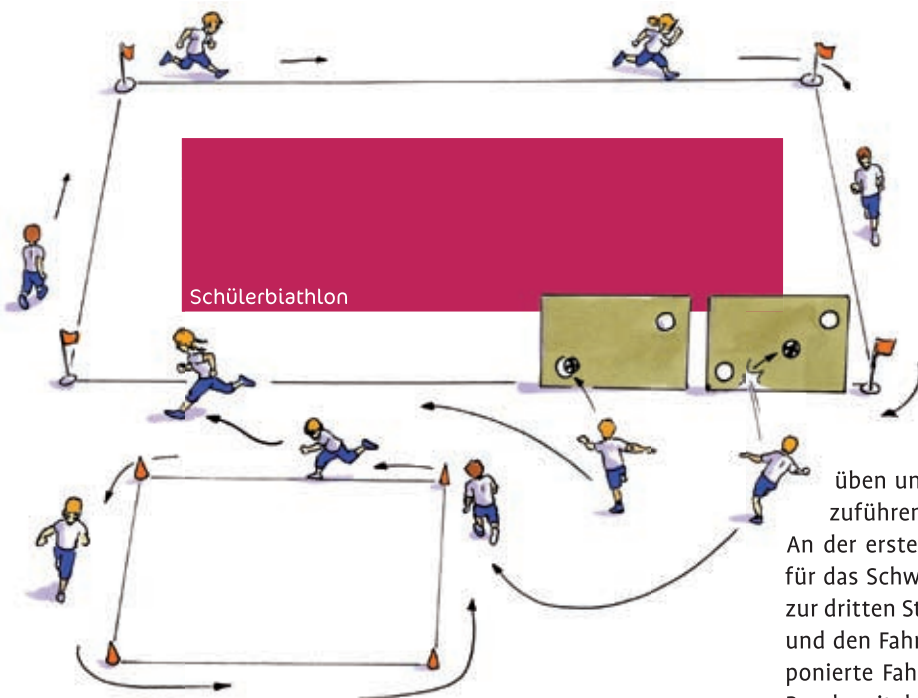 Schülerbiathlon
üben un
zuführen
An der erste
für das Schw
zur dritten St
und den Fahr
ponierte Fah